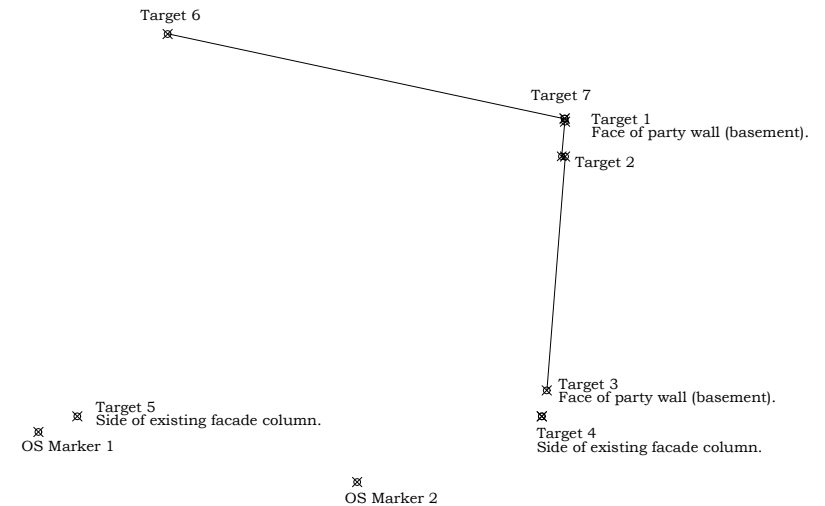 Target 6
Target 7
Target 1
Face of party wall (basement).
Target 2
Target 3
Face of party wall (basement).
Target 5
Side of existing facade column.
Target 4
Side of existing facade column.
OS Marker 1
OS Marker 2